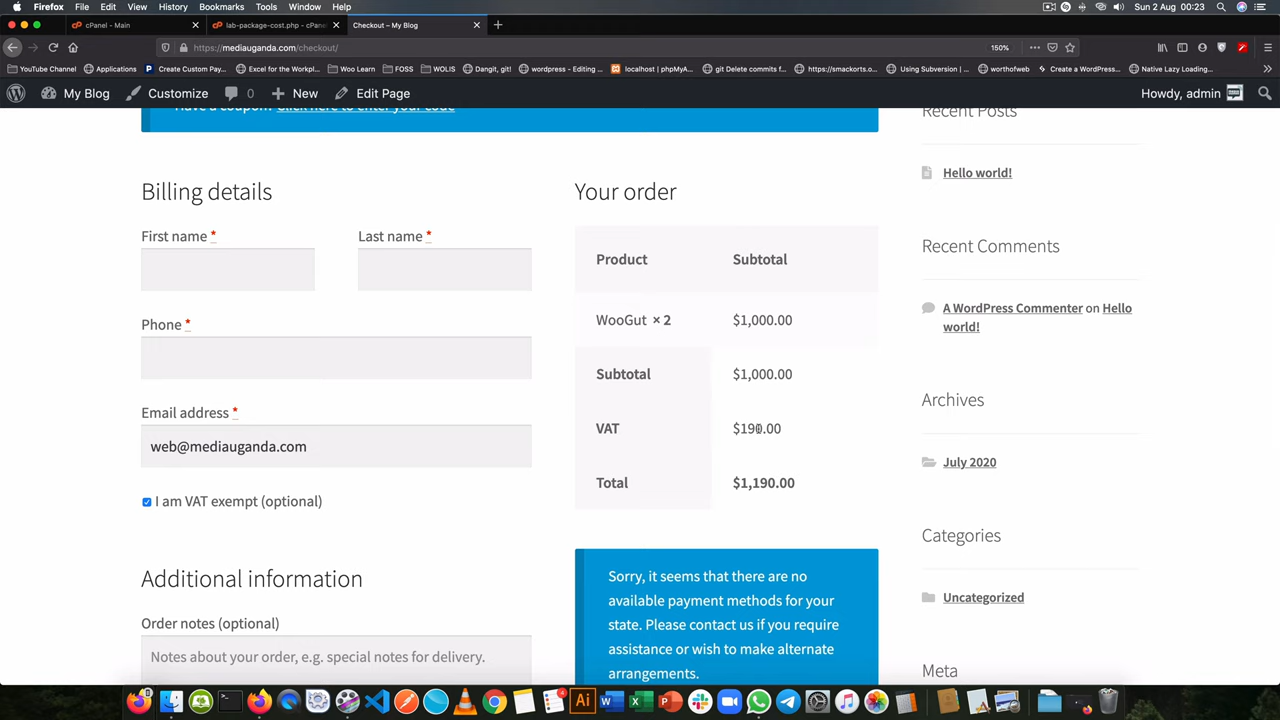 Firefox File Edit View History Bookmarks Tools Window Help Sun 2 Aug 00:23
cPanel - Main
lab-package-cost.php – cPanel
Checkout – My Blog
https://mediauganda.com/checkout/
150%
YouTube Channel Applications Create Custom Pay... Excel for the Workpl... Woo Learn FOSS WOLIS Dangit, git! wordpress - Editing ... localhost | phpMyA... git Delete commits f... https://smackorts.o... Using Subversion |... worthofweb Create a WordPress... Native Lazy Loading...
My Blog Customize 0 New Edit Page Howdy, admin
Have a coupon? Click here to enter your code
Billing details
First name *
Last name *
Phone *
Email address *
web@mediauganda.com
I am VAT exempt (optional)
Additional information
Order notes (optional)
Notes about your order, e.g. special notes for delivery.
Your order
Product Subtotal
WooGut × 2 $1,000.00
Subtotal $1,000.00
VAT $190.00
Total $1,190.00
Sorry, it seems that there are no
available payment methods for your
state. Please contact us if you require
assistance or wish to make alternate
arrangements.
Recent Posts
Hello world!
Recent Comments
A WordPress Commenter on Hello
world!
Archives
July 2020
Categories
Uncategorized
Meta